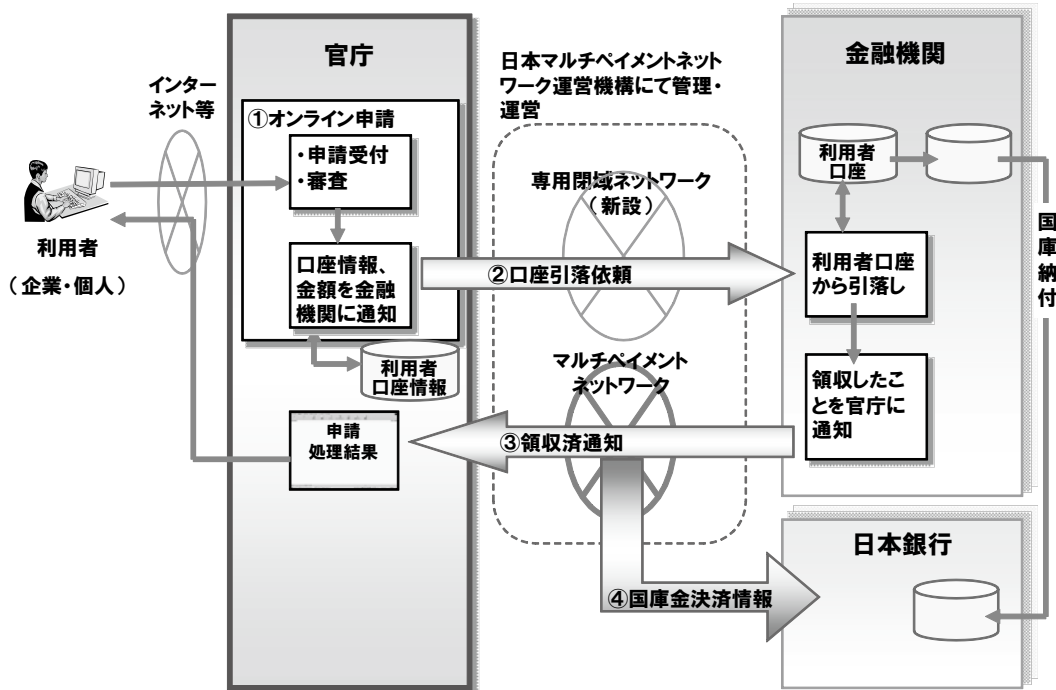 官庁
インター
ネット等
①オンライン申請
・申請受付
・審査
利用者
（企業・個人）
口座情報、
金額を金融
機関に通知
利用者
口座情報
申請
処理結果
日本マルチペイメントネット
ワーク運営機構にて管理・
運営
専用閉域ネットワーク
（新設）
②口座引落依頼
マルチペイメント
ネットワーク
③領収済通知
④国庫金決済情報
金融機関
利用者
口座
利用者口座
から引落し
領収したこ
とを官庁に
通知
国庫納付
日本銀行